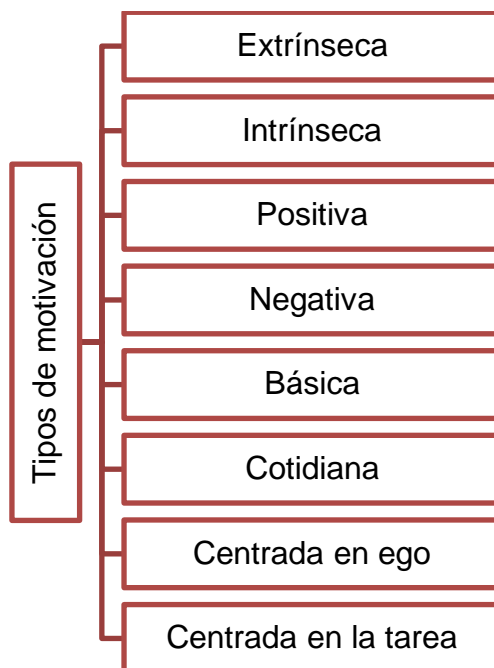 Tipos de motivación
Extrínseca
Intrínseca
Positiva
Negativa
Básica
Cotidiana
Centrada en ego
Centrada en la tarea